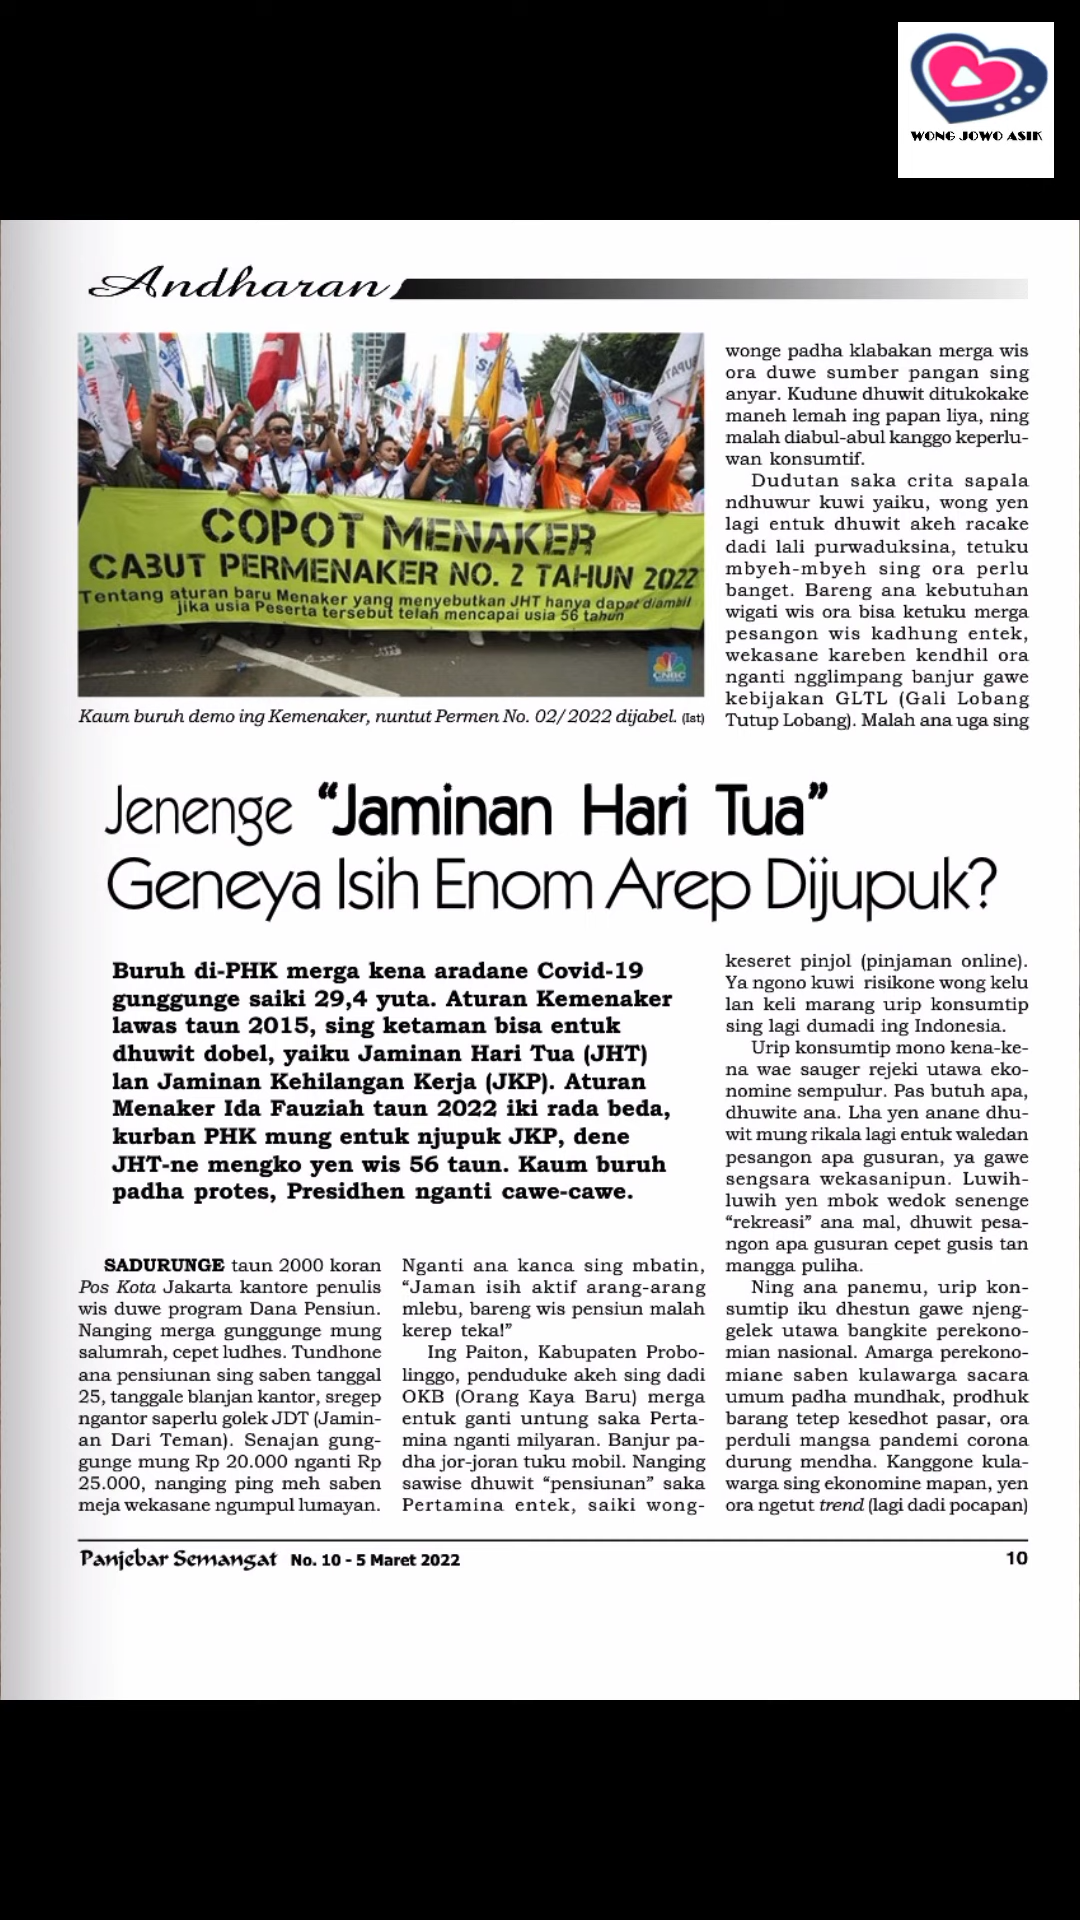 WONG JOWO ASIK
Andharan
COPOT MENAKER
CABUT PERMENAKER NO. 2 TAHUN 2022
Tentang aturan baru Menaker yang menyebutkan JHT hanya dapat diambil
jika usia Peserta tersebut telah mencapai usia 56 tahun
CNBC
Kaum buruh demo ing Kemenaker, nuntut Permen No. 02/2022 dijabel. (Ist)
Jenenge “Jaminan Hari Tua”
Geneya Isih Enom Arep Dijupuk?
Buruh di-PHK merga kena aradane Covid-19
gunggunge saiki 29,4 yuta. Aturan Kemenaker
lawas taun 2015, sing ketaman bisa entuk
dhuwit dobel, yaiku Jaminan Hari Tua (JHT)
lan Jaminan Kehilangan Kerja (JKP). Aturan
Menaker Ida Fauziah taun 2022 iki rada beda,
kurban PHK mung entuk njupuk JKP, dene
JHT-ne mengko yen wis 56 taun. Kaum buruh
padha protes, Presidhen nganti cawe-cawe.
SADURUNGE taun 2000 koran
Pos Kota Jakarta kantore penulis
wis duwe program Dana Pensiun.
Nanging merga gunggunge mung
salumrah, cepet ludhes. Tundhone
ana pensiunan sing saben tanggal
25, tanggale blanjan kantor, sregep
ngantor saperlu golek JDT (Jamin-
an Dari Teman). Senajan gung-
gunge mung Rp 20.000 nganti Rp
25.000, nanging ping meh saben
meja wekasane ngumpul lumayan.
Nganti ana kanca sing mbatin,
“Jaman isih aktif arang-arang
mlebu, bareng wis pensiun malah
kerep teka!”
Ing Paiton, Kabupaten Probo-
linggo, penduduke akeh sing dadi
OKB (Orang Kaya Baru) merga
entuk ganti untung saka Perta-
mina nganti milyaran. Banjur pa-
dha jor-joran tuku mobil. Nanging
sawise dhuwit “pensiunan” saka
Pertamina entek, saiki wong-
wonge padha klabakan merga wis
ora duwe sumber pangan sing
anyar. Kudune dhuwit ditukokake
maneh lemah ing papan liya, ning
malah diabul-abul kanggo keperlu-
wan konsumtif.
Dudutan saka crita sapala
ndhuwur kuwi yaiku, wong yen
lagi entuk dhuwit akeh racake
dadi lali purwaduksina, tetuku
mbyeh-mbyeh sing ora perlu
banget. Bareng ana kebutuhan
wigati wis ora bisa ketuku merga
pesangon wis kadhung entek,
wekasane kareben kendhil ora
nganti ngglimpang banjur gawe
kebijakan GLTL (Gali Lobang
Tutup Lobang). Malah ana uga sing
keseret pinjol (pinjaman online).
Ya ngono kuwi risikone wong kelu
lan keli marang urip konsumtip
sing lagi dumadi ing Indonesia.
Urip konsumtip mono kena-ke-
na wae sauger rejeki utawa eko-
nomine sempulur. Pas butuh apa,
dhuwite ana. Lha yen anane dhu-
wit mung rikala lagi entuk waledan
pesangon apa gusuran, ya gawe
sengsara wekasanipun. Luwih-
luwih yen mbok wedok senenge
“rekreasi” ana mal, dhuwit pesa-
ngon apa gusuran cepet gusis tan
mangga puliha.
Ning ana panemu, urip kon-
sumtip iku dhestun gawe njeng-
gelek utawa bangkite perekono-
mian nasional. Amarga perekono-
miane saben kulawarga sacara
umum padha mundhak, prodhuk
barang tetep kesedhot pasar, ora
perduli mangsa pandemi corona
durung mendha. Kanggone kula-
warga sing ekonomine mapan, yen
ora ngetut trend (lagi dadi pocapan)
Panjebar Semangat No. 10 - 5 Maret 2022
10